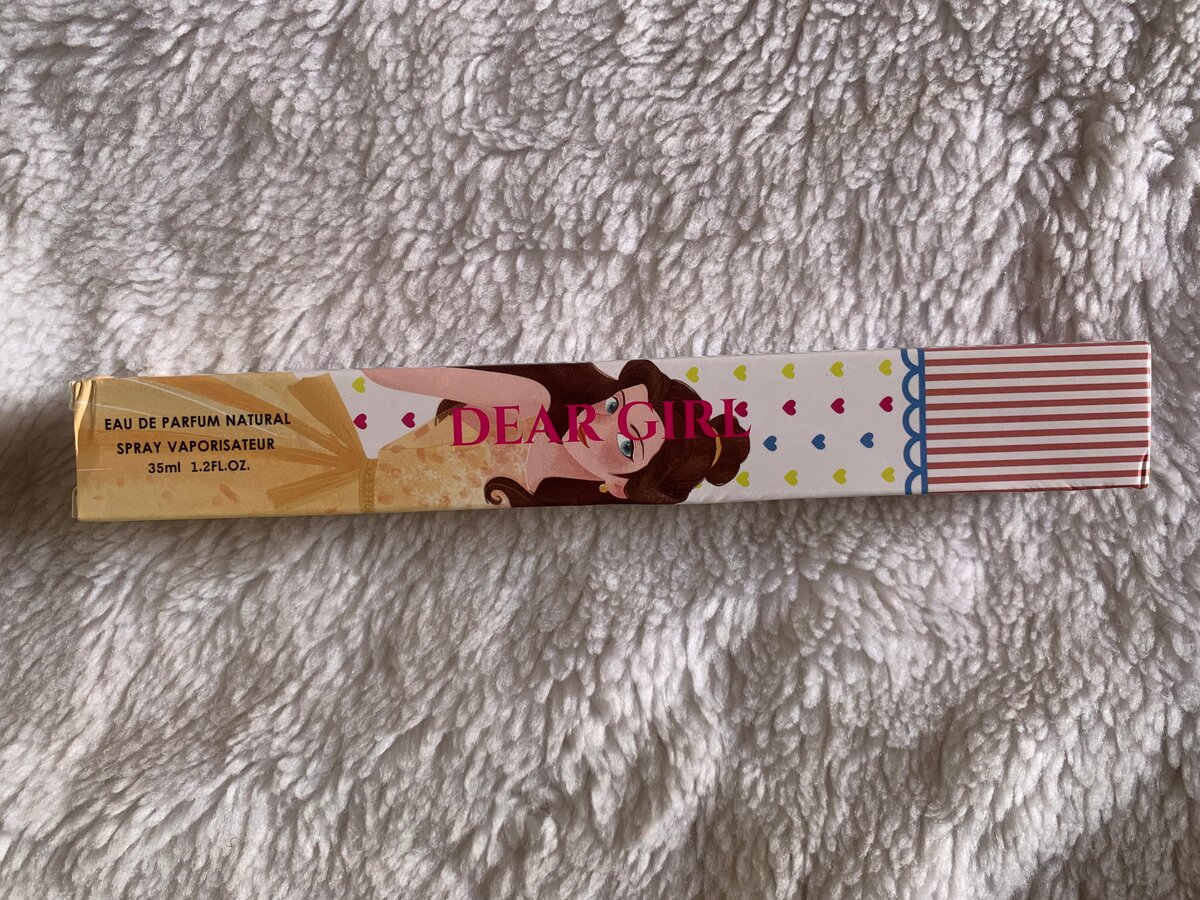 EAU DE PARFUM NATURAL
SPRAY VAPORISATEUR
35ml 1.2FL.OZ.
DEAR GIRL